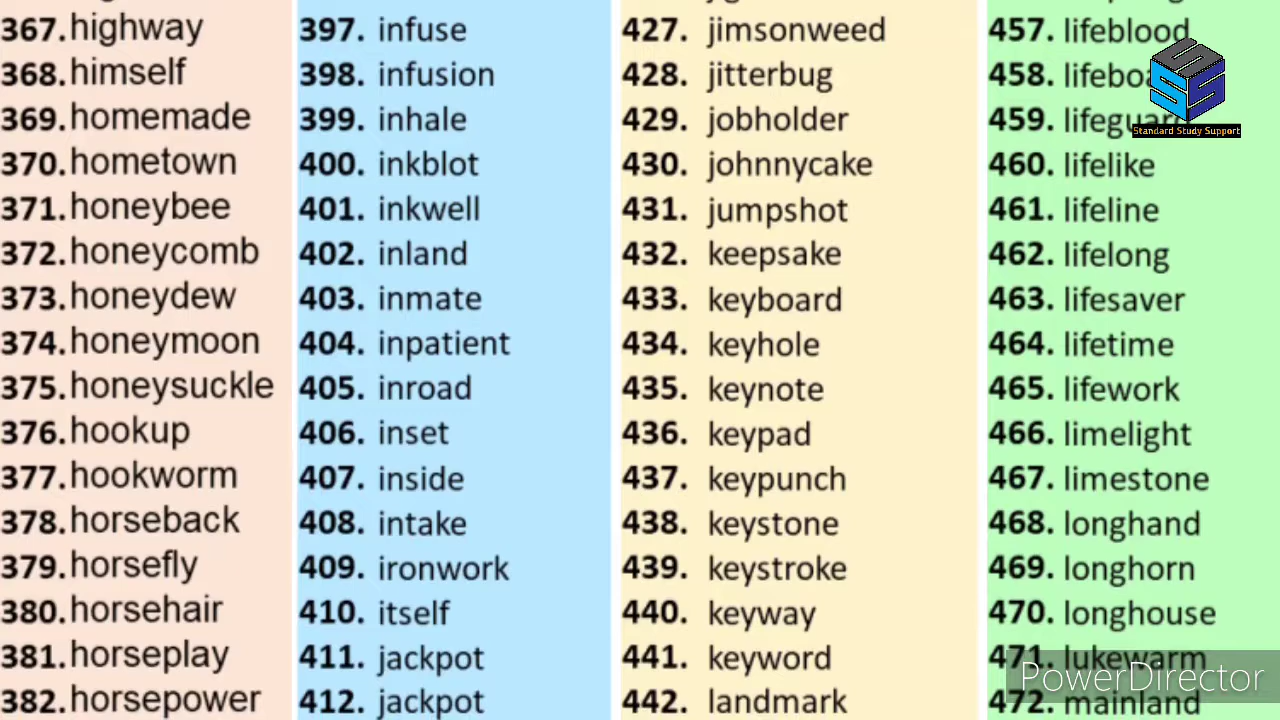 367.highway
368.himself
369.homemade
370.hometown
371.honeybee
372.honeycomb
373.honeydew
374.honeymoon
375.honeysuckle
376.hookup
377.hookworm
378.horseback
379.horsefly
380.horsehair
381.horseplay
382.horsepower
397. infuse
398. infusion
399. inhale
400. inkblot
401. inkwell
402. inland
403. inmate
404. inpatient
405. inroad
406. inset
407. inside
408. intake
409. ironwork
410. itself
411. jackpot
412. jackpot
427. jimsonweed
428. jitterbug
429. jobholder
430. johnnycake
431. jumpshot
432. keepsake
433. keyboard
434. keyhole
435. keynote
436. keypad
437. keypunch
438. keystone
439. keystroke
440. keyway
441. keyword
442. landmark
457. lifeblood
458.
459. lifeguard
460. lifelike
461. lifeline
462. lifelong
463. lifesaver
464. lifetime
465. lifework
466. limelight
467. limestone
468. longhand
469. longhorn
470. longhouse
471. lukewarm
472. mainland
SSS
Standard Study Support
PowerDirector